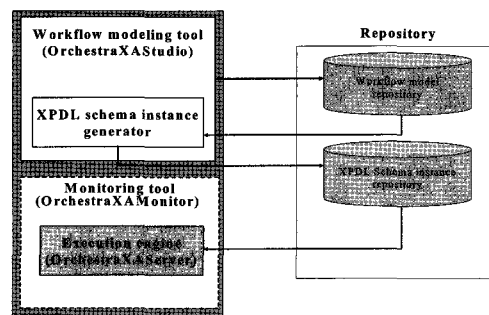 Workflow modeling tool
(OrchestraXAStudio)
XPDL schema instance
generator
Monitoring tool
(OrchestraXAMonitor)
Execution engine
(OrchestraXAServer)
Repository
Workflow model
repository
XPDL Schema instance
repository